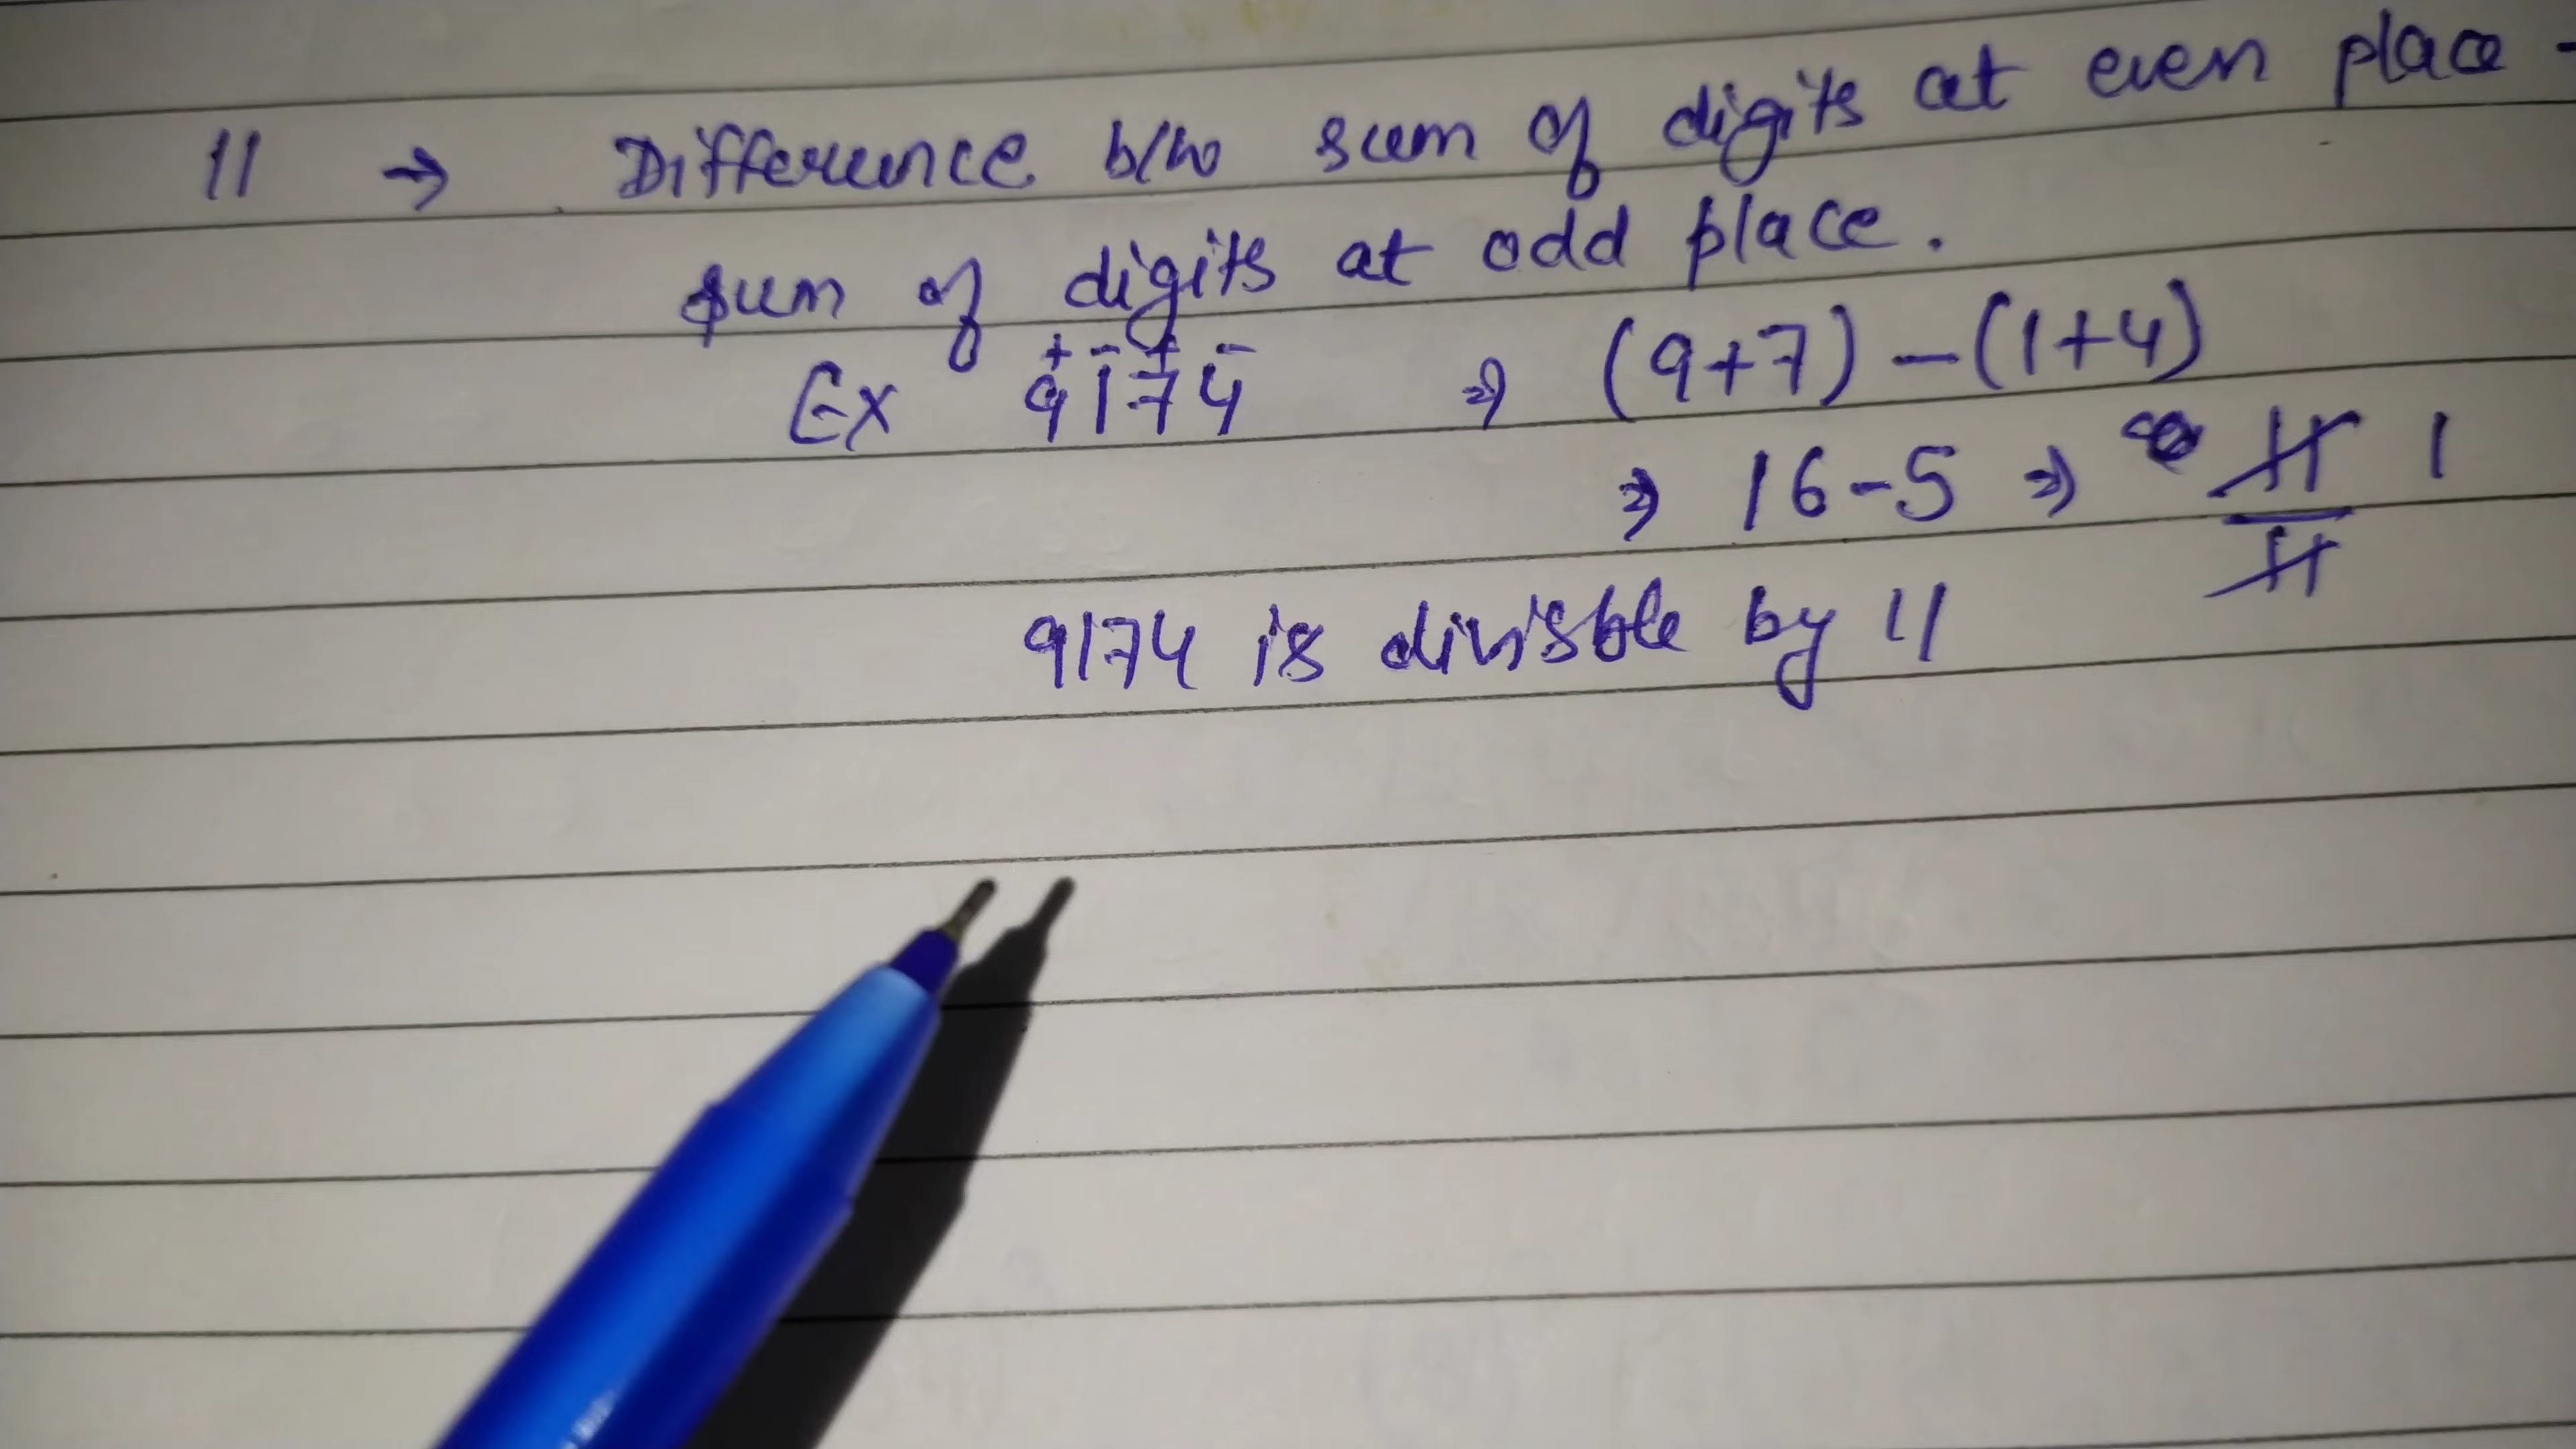 11 → Difference b/w sum of digits at even place -
sum of digits at odd place.
+ - + -
Ex 9174 ⇒ (9+7) - (1+4)
⇒ 16-5 ⇒ 11/11 1
9174 is divisble by 11